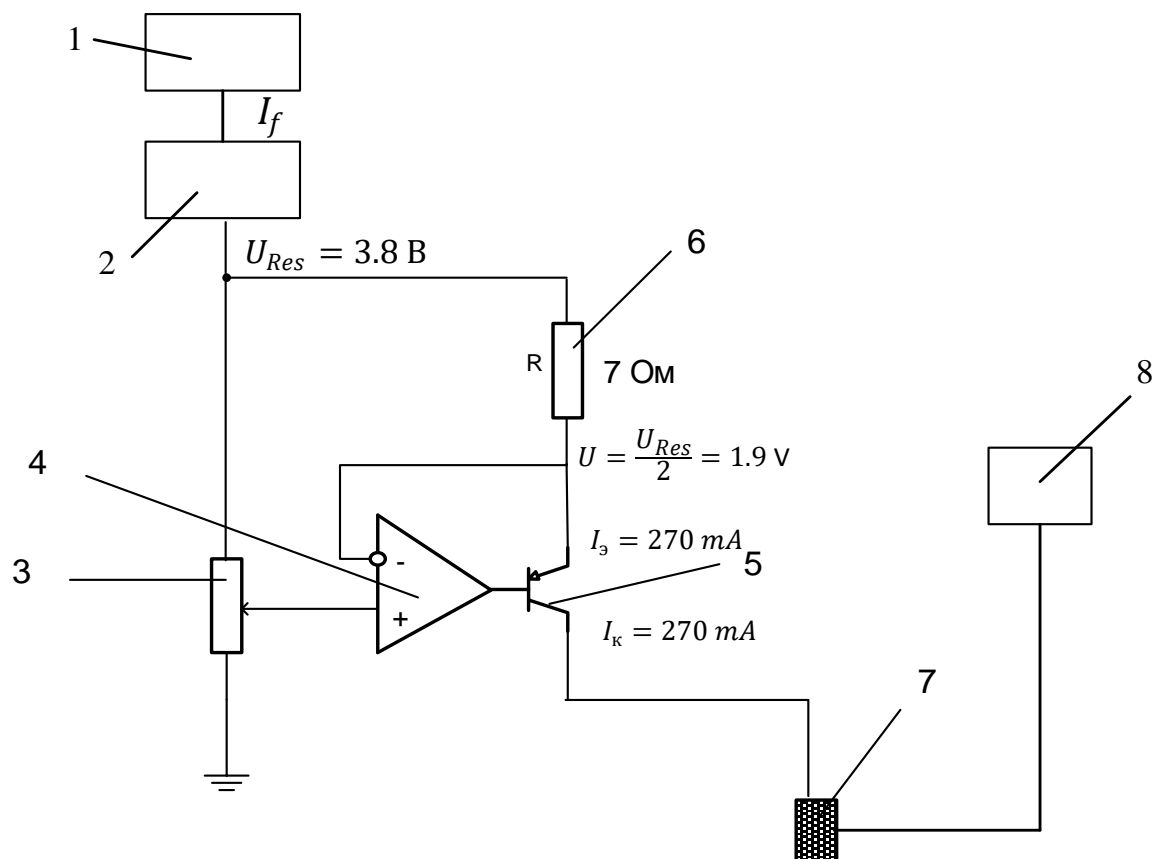 1
I_f
2
U_Res = 3.8 В
6
R
7 Ом
8
4
U = U_Res/2 = 1.9 V
3
-
+
I_э = 270 mA
5
I_к = 270 mA
7